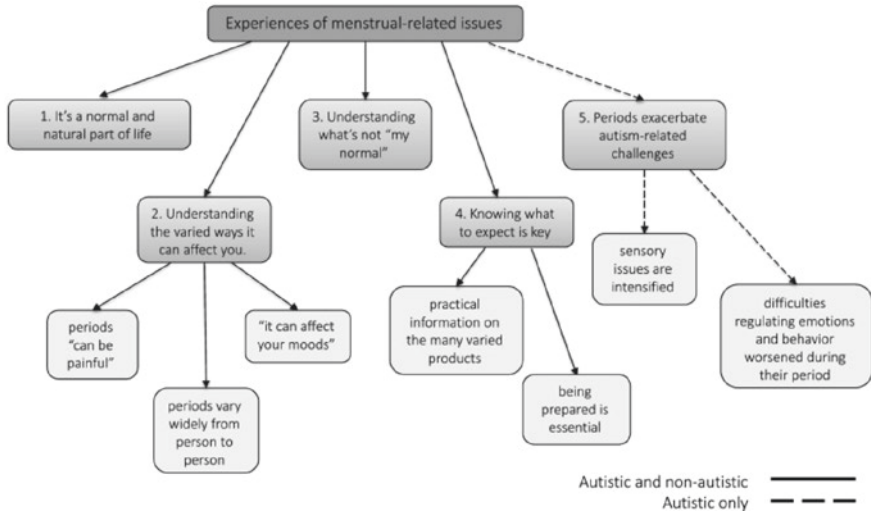 Experiences of menstrual-related issues
1. It's a normal and
natural part of life
3. Understanding
what's not “my
normal”
5. Periods exacerbate
autism-related
challenges
2. Understanding
the varied ways it
can affect you.
4. Knowing what
to expect is key
sensory
issues are
intensified
periods
“can be
painful”
“it can affect
your moods”
practical
information on
the many varied
products
difficulties
regulating emotions
and behavior
worsened during
their period
periods vary
widely from
person to
person
being
prepared is
essential
Autistic and non-autistic
Autistic only